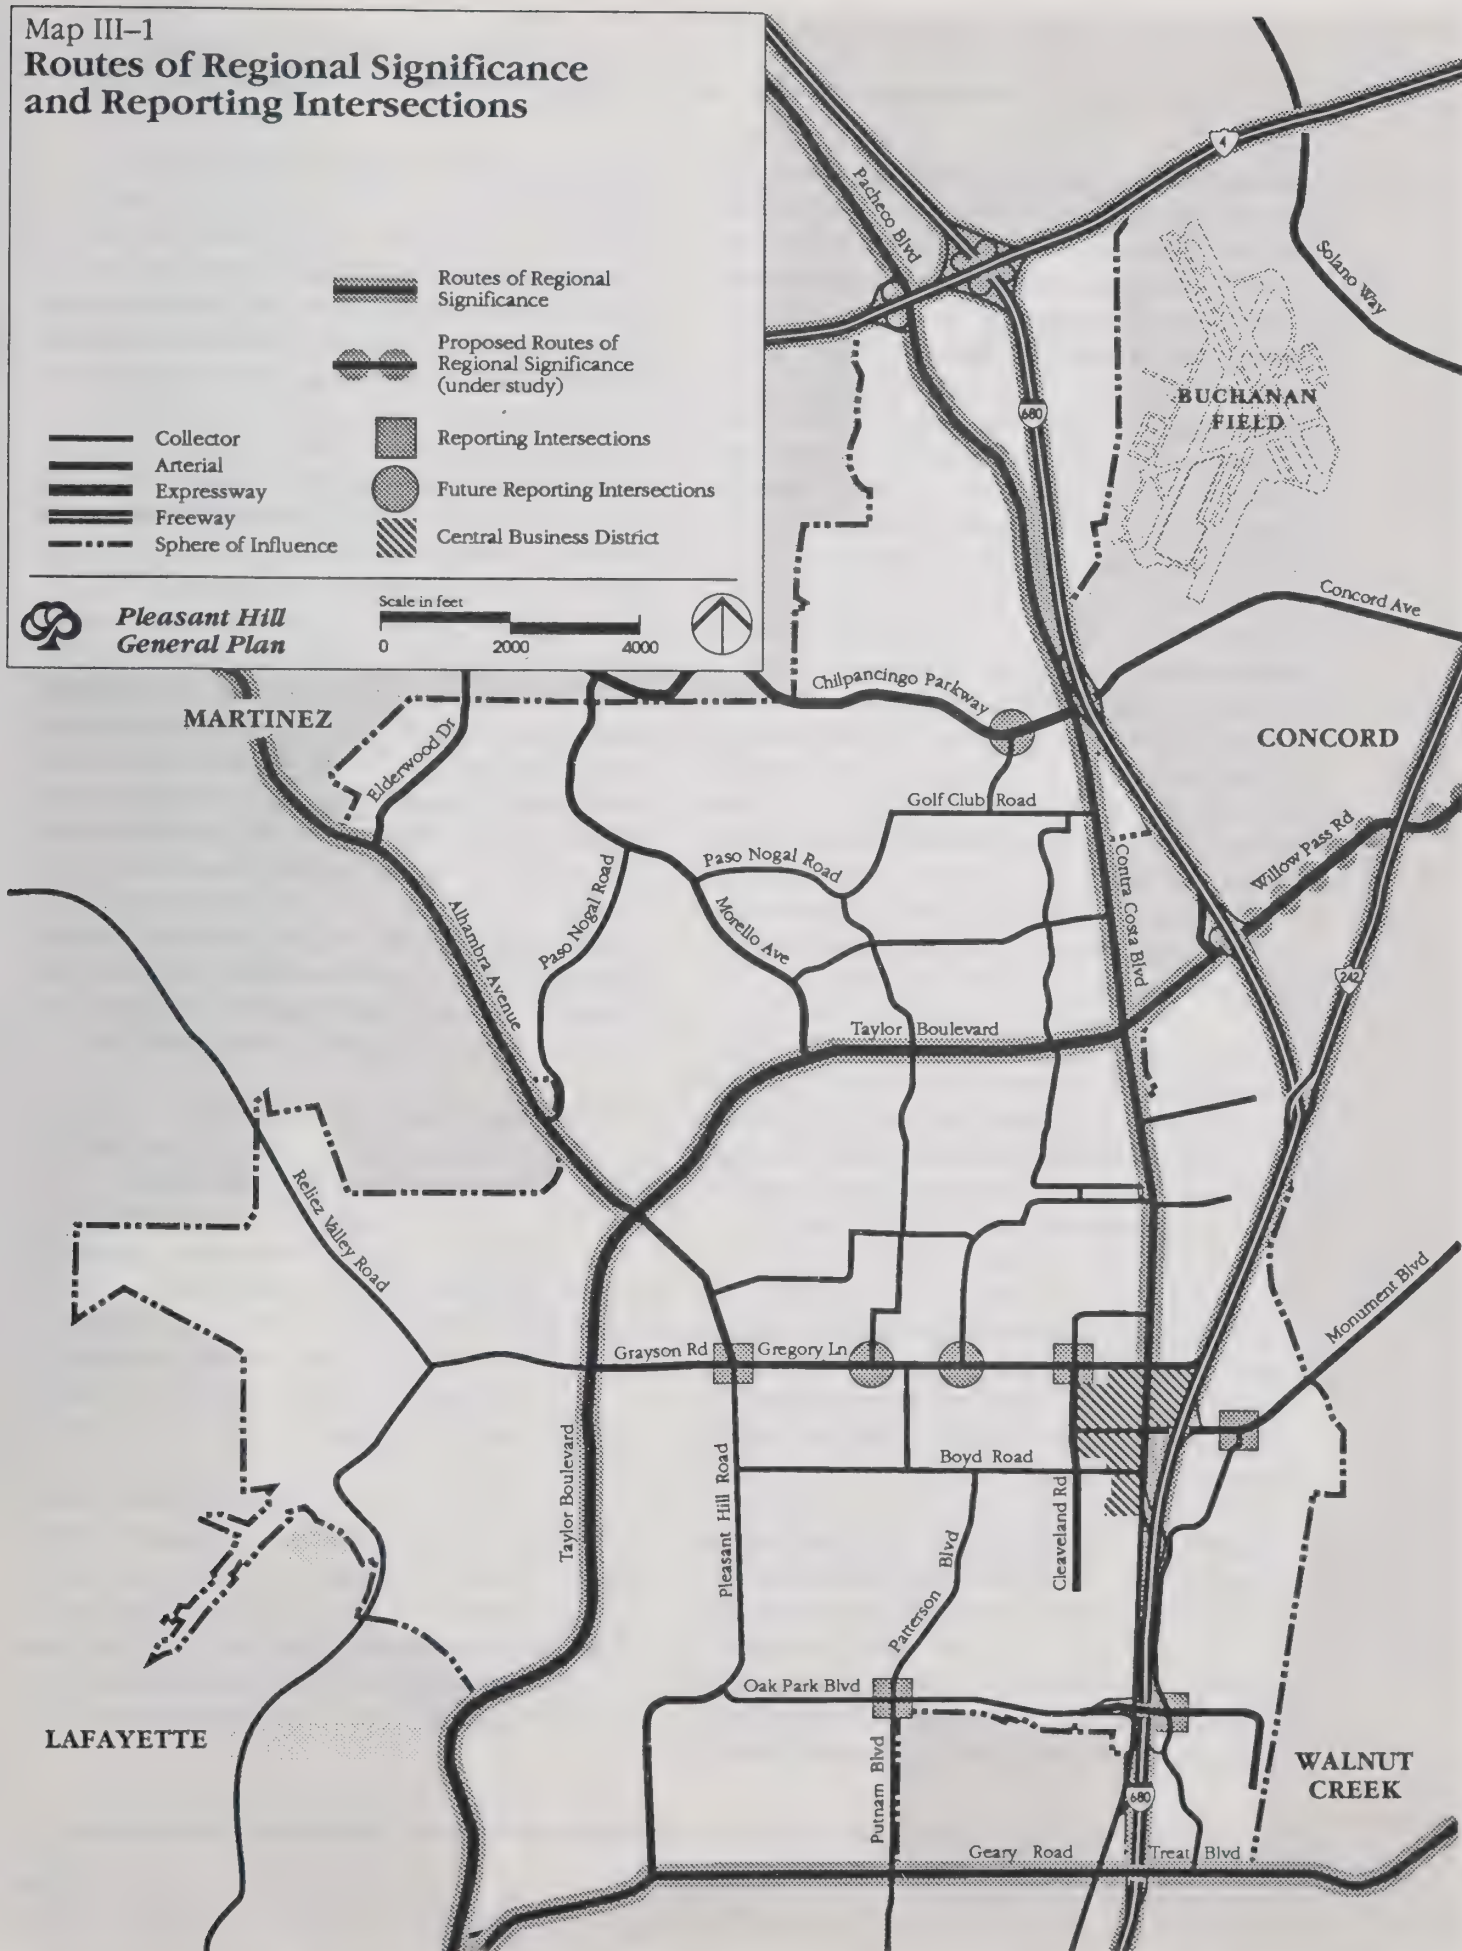 Map III–1
Routes of Regional Significance
and Reporting Intersections
Routes of Regional
Significance
Proposed Routes of
Regional Significance
(under study)
Collector
Arterial
Expressway
Freeway
Sphere of Influence
Reporting Intersections
Future Reporting Intersections
Central Business District
Pleasant Hill
General Plan
Scale in feet
0 2000 4000
4
Pacheco Blvd
Solano Way
680
BUCHANAN
FIELD
Concord Ave
Chilpancingo Parkway
MARTINEZ
Elderwood Dr
CONCORD
Golf Club Road
Willow Pass Rd
Paso Nogal Road
Paso Nogal Road
Contra Costa Blvd
Alhambra Avenue
Morello Ave
242
Taylor Boulevard
Reliez Valley Road
Monument Blvd
Grayson Rd
Gregory Ln
Taylor Boulevard
Pleasant Hill Road
Boyd Road
Cleaveland Rd
Patterson Blvd
Oak Park Blvd
LAFAYETTE
Putnam Blvd
WALNUT
CREEK
680
Geary Road
Treat Blvd